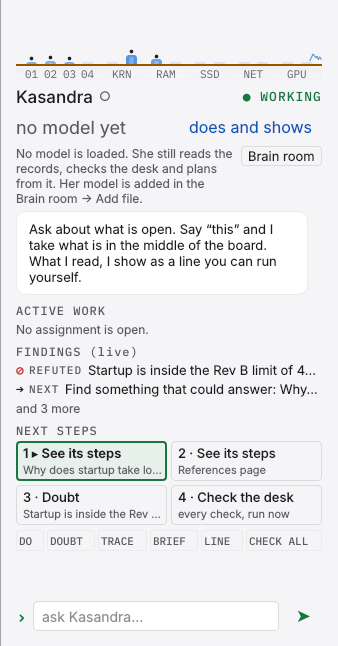 01 02 03 04 KRN RAM SSD NET GPU
Kasandra ● WORKING
no model yet does and shows
No model is loaded. She still reads the
records, checks the desk and plans
from it. Her model is added in the
Brain room → Add file.
Brain room
Ask about what is open. Say “this” and I
take what is in the middle of the board.
What I read, I show as a line you can run
yourself.
ACTIVE WORK
No assignment is open.
FINDINGS (live)
⊘ REFUTED Startup is inside the Rev B limit of 4...
→ NEXT Find something that could answer: Why...
and 3 more
NEXT STEPS
1 ▸ See its steps
Why does startup take lo...
2 · See its steps
References page
3 · Doubt
Startup is inside the Rev ...
4 · Check the desk
every check, run now
DO DOUBT TRACE BRIEF LINE CHECK ALL
› ask Kasandra... ➤